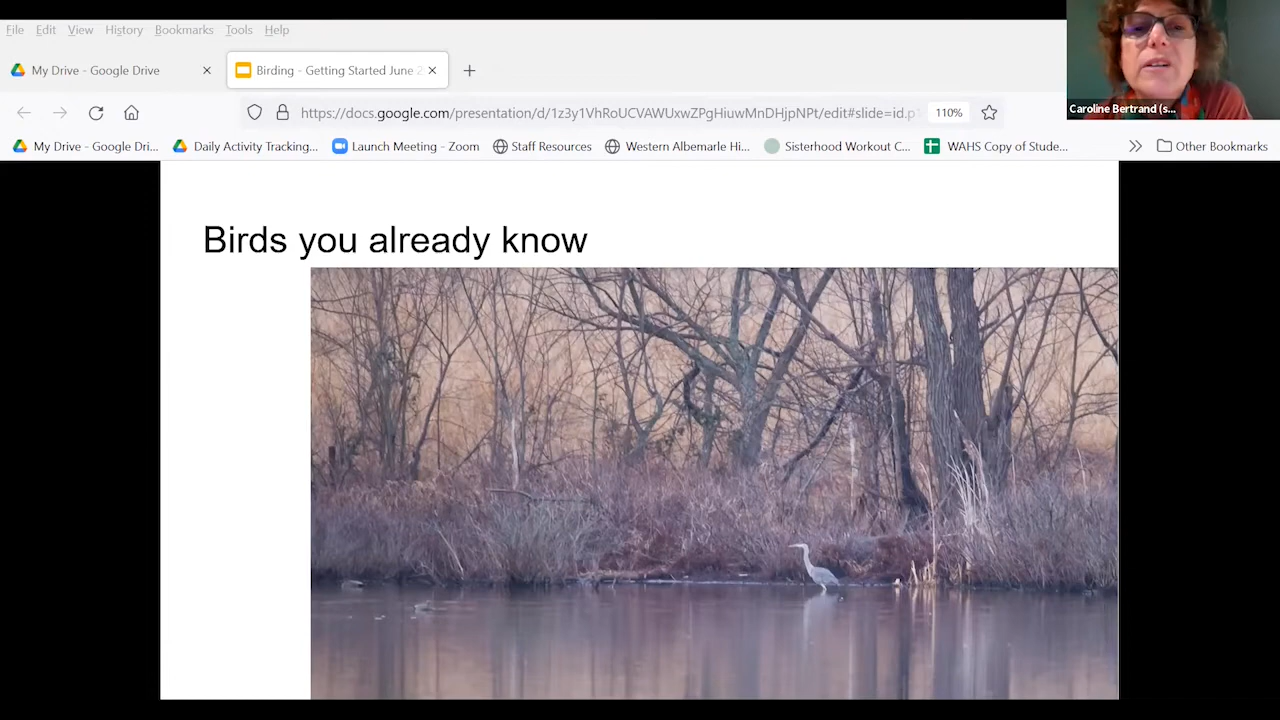 File Edit View History Bookmarks Tools Help
My Drive - Google Drive
Birding - Getting Started June 2
https://docs.google.com/presentation/d/1z3y1VhRoUCVAWUxwZPgHiuwMnDHjpNPt/edit#slide=id.p1
110%
Caroline Bertrand (s...
My Drive - Google Dri... Daily Activity Tracking... Launch Meeting - Zoom Staff Resources Western Albemarle Hi... Sisterhood Workout C... WAHS Copy of Stude... Other Bookmarks
Birds you already know